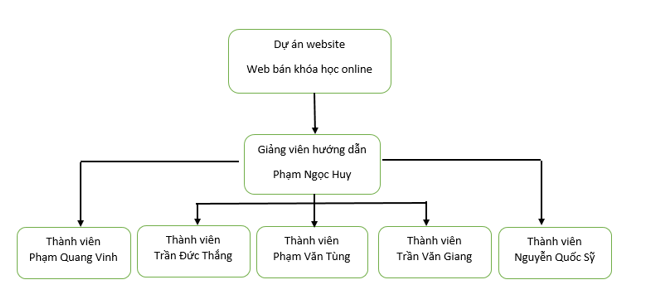 Dự án website
Web bán khóa học online
Giảng viên hướng dẫn
Phạm Ngọc Huy
Thành viên
Phạm Quang Vinh
Thành viên
Trần Đức Thắng
Thành viên
Phạm Văn Tùng
Thành viên
Trần Văn Giang
Thành viên
Nguyễn Quốc Sỹ